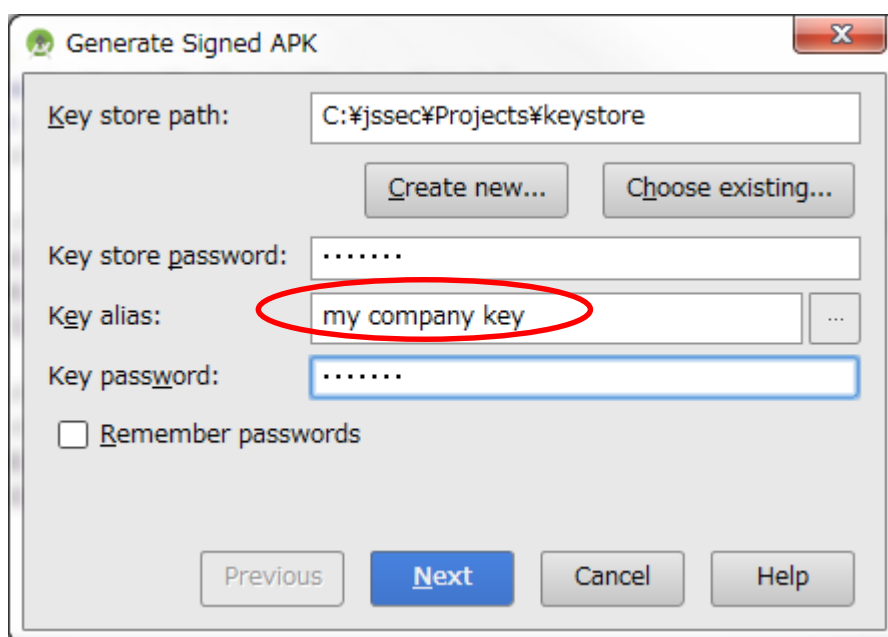 Generate Signed APK
Key store path: C:¥jssec¥Projects¥keystore
Create new... Choose existing...
Key store password: ·······
Key alias: my company key ...
Key password: ·······
Remember passwords
Previous Next Cancel Help